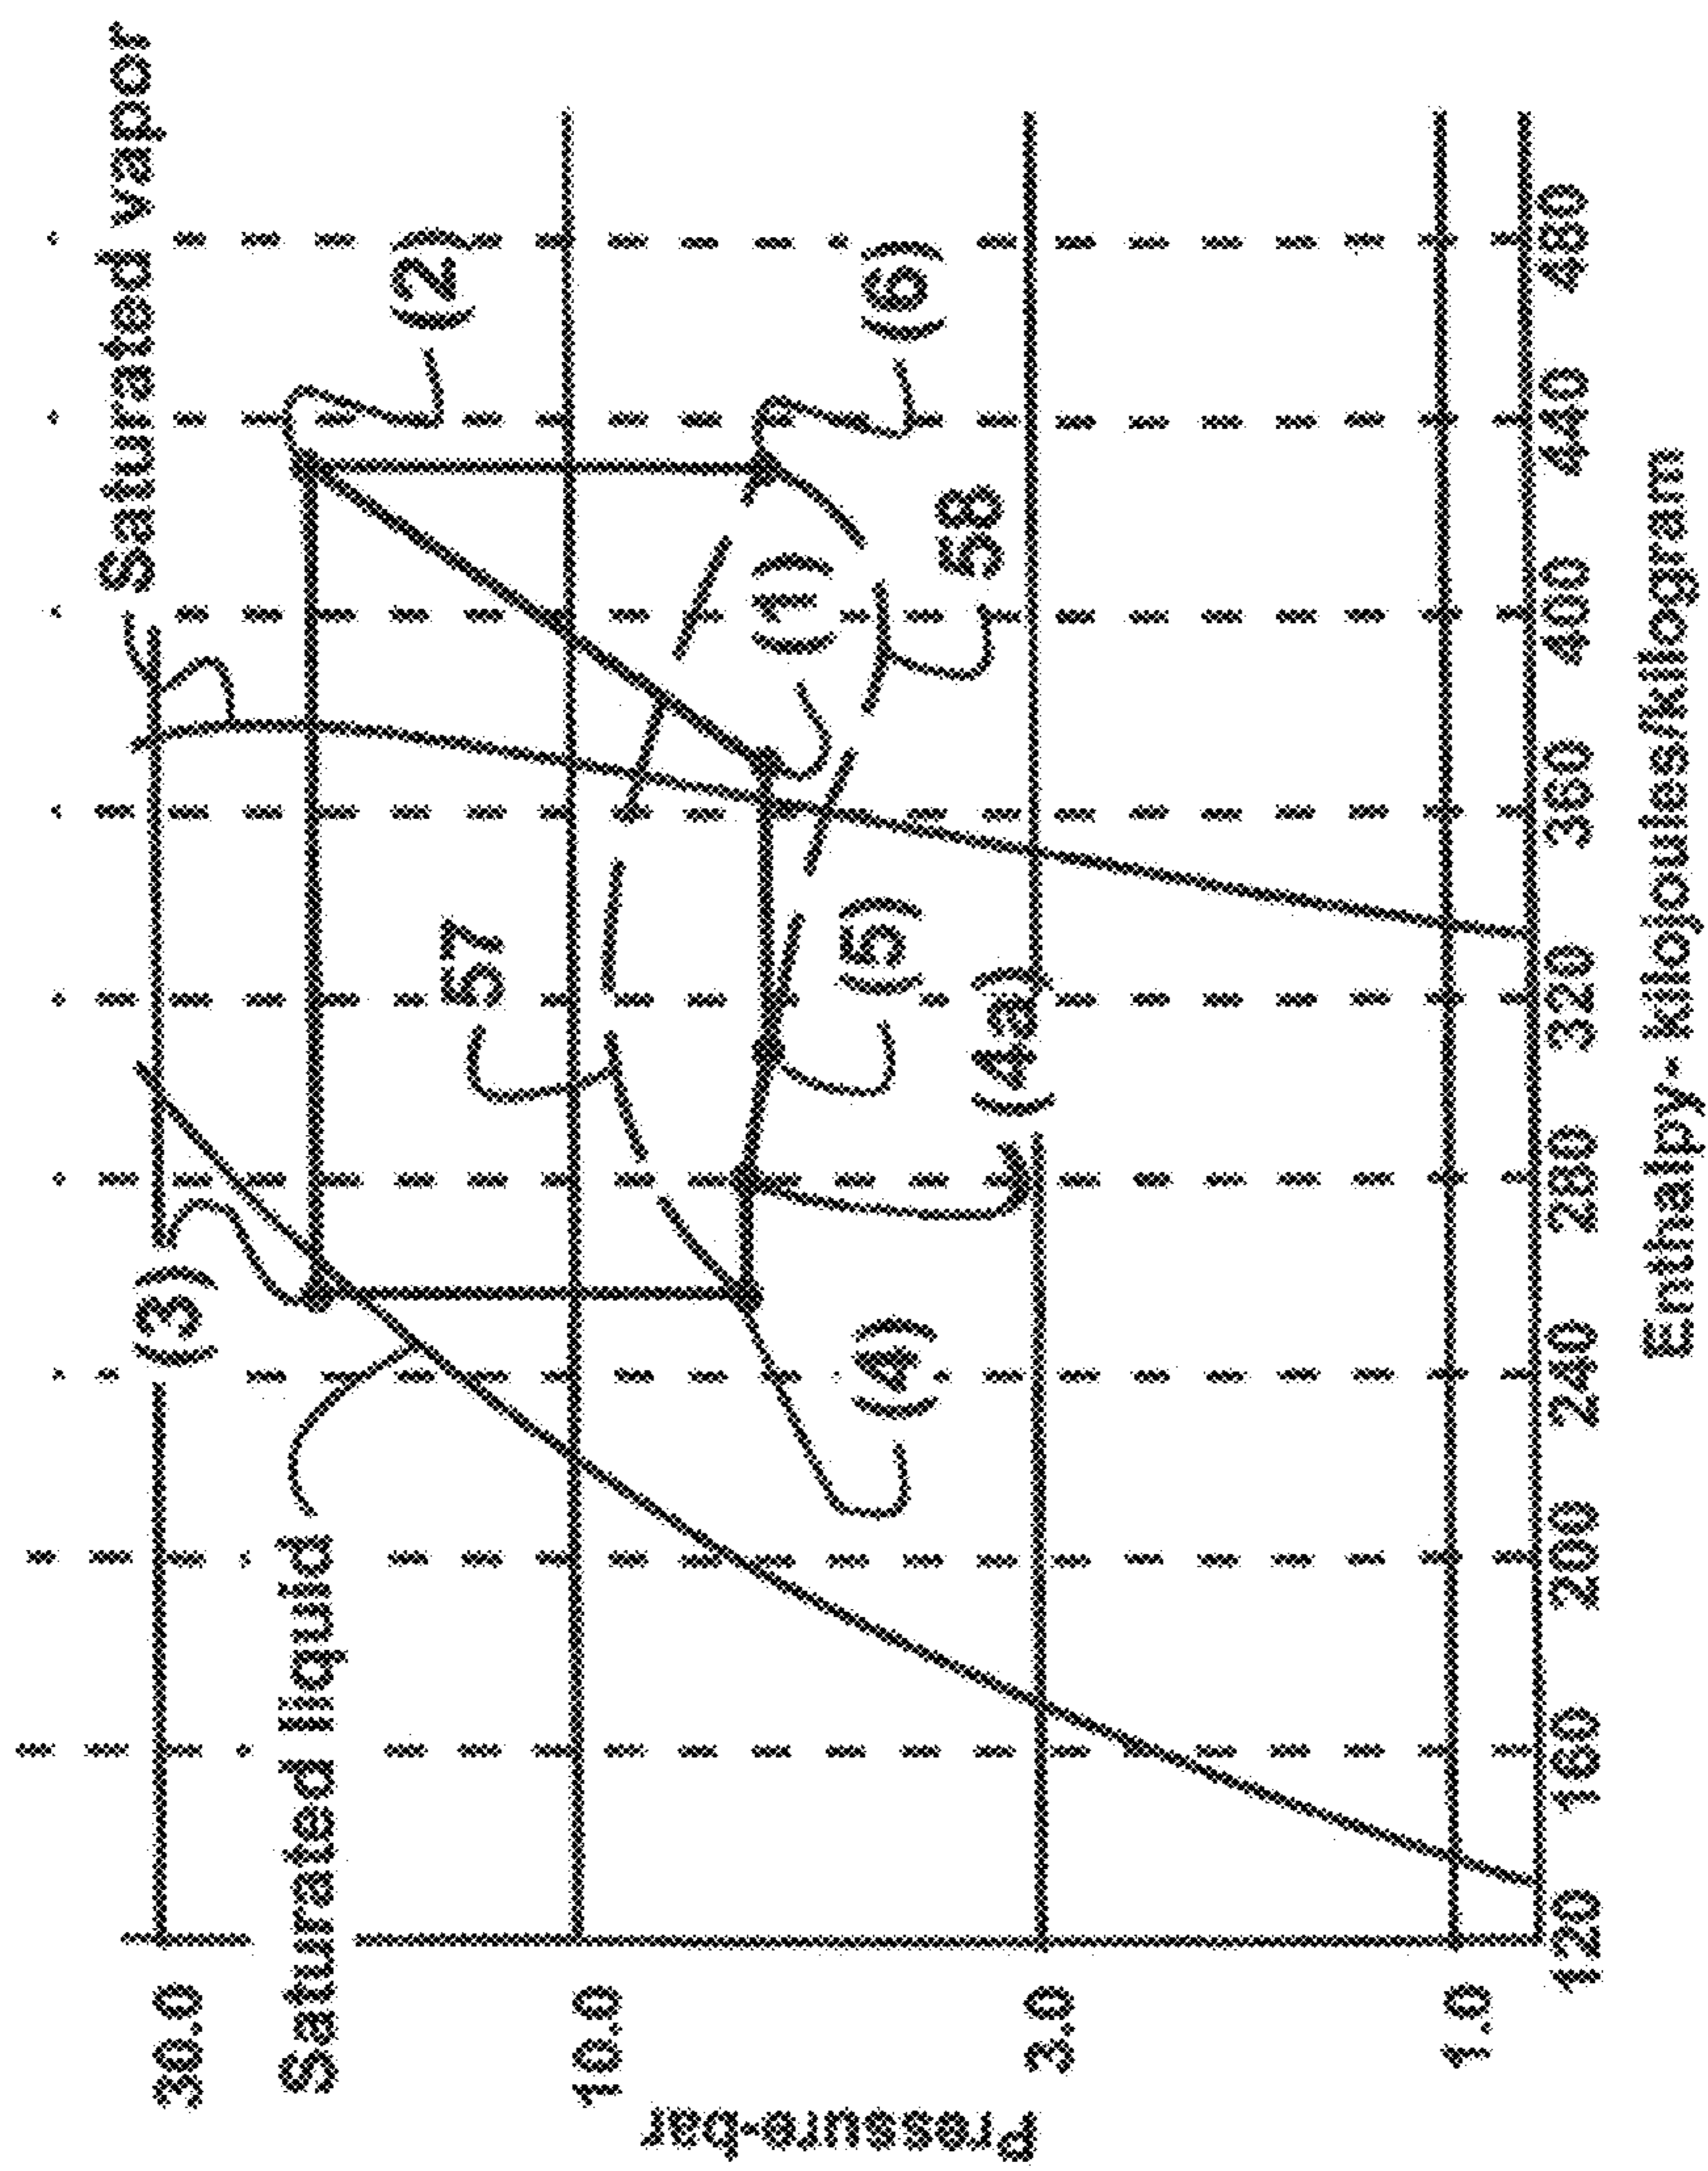 Saturated vapor
30.0
(3)
Saturated liquid
(2)
57
10.0
(1)
(6)
(5)
(4)
58
(4a)
3.0
1.0
Pressure-bar
120 160 200 240 280 320 360 400 440 480
Enthalpy- kilojoules/kilogram